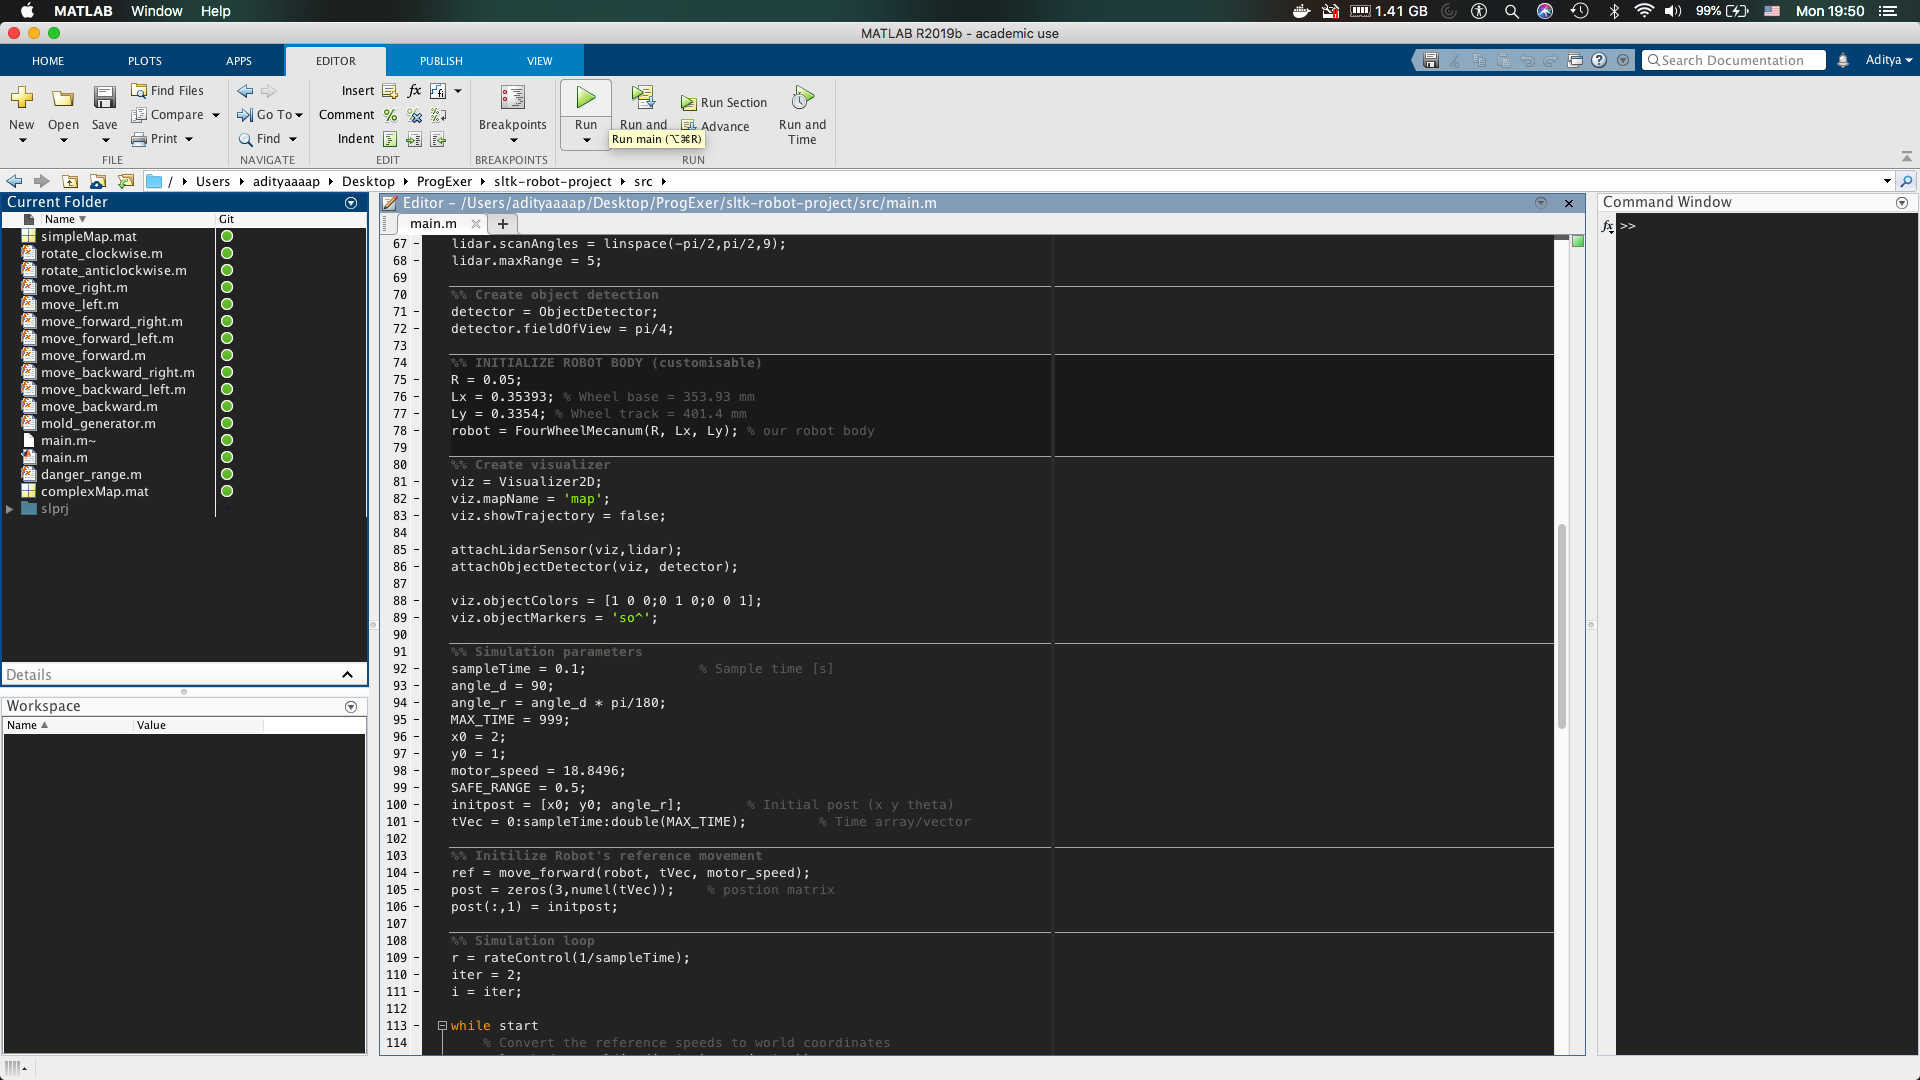 MATLAB Window Help
1.41 GB 99% Mon 19:50
MATLAB R2019b - academic use
HOME PLOTS APPS EDITOR PUBLISH VIEW
Search Documentation Aditya
New Open Save
Find Files
Compare
Print
Go To
Find
Insert
Comment
Indent
Breakpoints
Run
Run and
Run Section
Advance
Run and Time
Run main (⌥⌘R)
FILE NAVIGATE EDIT BREAKPOINTS RUN
/ Users adityaaaap Desktop ProgExer sltk-robot-project src
Current Folder
Name Git
simpleMap.mat
rotate_clockwise.m
rotate_anticlockwise.m
move_right.m
move_left.m
move_forward_right.m
move_forward_left.m
move_forward.m
move_backward_right.m
move_backward_left.m
move_backward.m
mold_generator.m
main.m~
main.m
danger_range.m
complexMap.mat
slprj
Details
Workspace
Name Value
Editor - /Users/adityaaaap/Desktop/ProgExer/sltk-robot-project/src/main.m
main.m
67 - lidar.scanAngles = linspace(-pi/2,pi/2,9);
68 - lidar.maxRange = 5;
69
70 %% Create object detection
71 - detector = ObjectDetector;
72 - detector.fieldOfView = pi/4;
73
74 %% INITIALIZE ROBOT BODY (customisable)
75 - R = 0.05;
76 - Lx = 0.35393; % Wheel base = 353.93 mm
77 - Ly = 0.3354; % Wheel track = 401.4 mm
78 - robot = FourWheelMecanum(R, Lx, Ly); % our robot body
79
80 %% Create visualizer
81 - viz = Visualizer2D;
82 - viz.mapName = 'map';
83 - viz.showTrajectory = false;
84
85 - attachLidarSensor(viz,lidar);
86 - attachObjectDetector(viz, detector);
87
88 - viz.objectColors = [1 0 0;0 1 0;0 0 1];
89 - viz.objectMarkers = 'so^';
90
91 %% Simulation parameters
92 - sampleTime = 0.1; % Sample time [s]
93 - angle_d = 90;
94 - angle_r = angle_d * pi/180;
95 - MAX_TIME = 999;
96 - x0 = 2;
97 - y0 = 1;
98 - motor_speed = 18.8496;
99 - SAFE_RANGE = 0.5;
100 - initpost = [x0; y0; angle_r]; % Initial post (x y theta)
101 - tVec = 0:sampleTime:double(MAX_TIME); % Time array/vector
102
103 %% Initilize Robot's reference movement
104 - ref = move_forward(robot, tVec, motor_speed);
105 - post = zeros(3,numel(tVec)); % postion matrix
106 - post(:,1) = initpost;
107
108 %% Simulation loop
109 - r = rateControl(1/sampleTime);
110 - iter = 2;
111 - i = iter;
112
113 - while start
114 % Convert the reference speeds to world coordinates
Command Window
fx >>